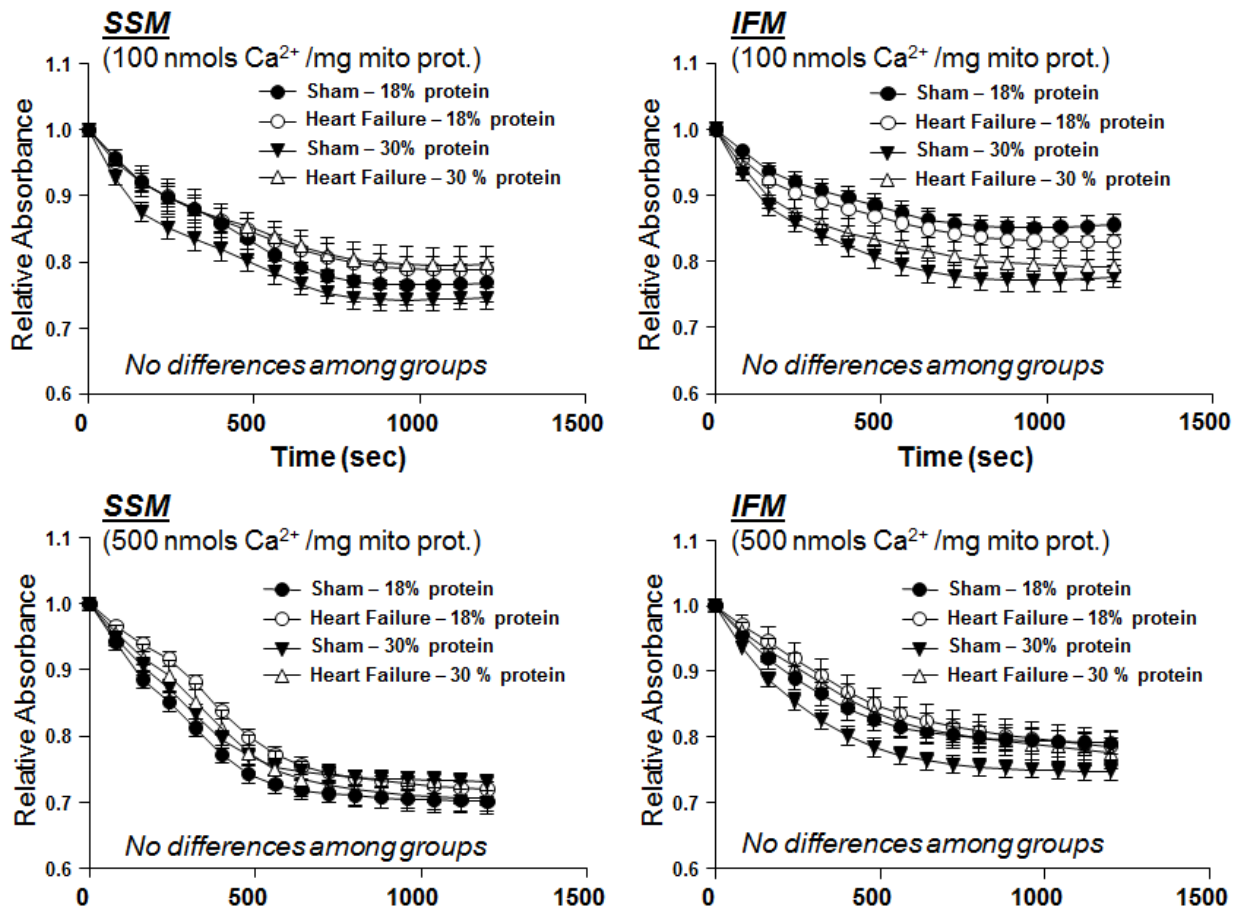 SSM
(100 nmols Ca²⁺ /mg mito prot.)
1.1
1.0
0.9
0.8
0.7
0.6
Relative Absorbance
Sham – 18% protein
Heart Failure – 18% protein
Sham – 30% protein
Heart Failure – 30 % protein
No differences among groups
0 500 1000 1500
Time (sec)
IFM
(100 nmols Ca²⁺ /mg mito prot.)
1.1
1.0
0.9
0.8
0.7
0.6
Relative Absorbance
Sham – 18% protein
Heart Failure – 18% protein
Sham – 30% protein
Heart Failure – 30 % protein
No differences among groups
0 500 1000 1500
Time (sec)
SSM
(500 nmols Ca²⁺ /mg mito prot.)
1.1
1.0
0.9
0.8
0.7
0.6
Relative Absorbance
Sham – 18% protein
Heart Failure – 18% protein
Sham – 30% protein
Heart Failure – 30 % protein
No differences among groups
0 500 1000 1500
IFM
(500 nmols Ca²⁺ /mg mito prot.)
1.1
1.0
0.9
0.8
0.7
0.6
Relative Absorbance
Sham – 18% protein
Heart Failure – 18% protein
Sham – 30% protein
Heart Failure – 30 % protein
No differences among groups
0 500 1000 1500